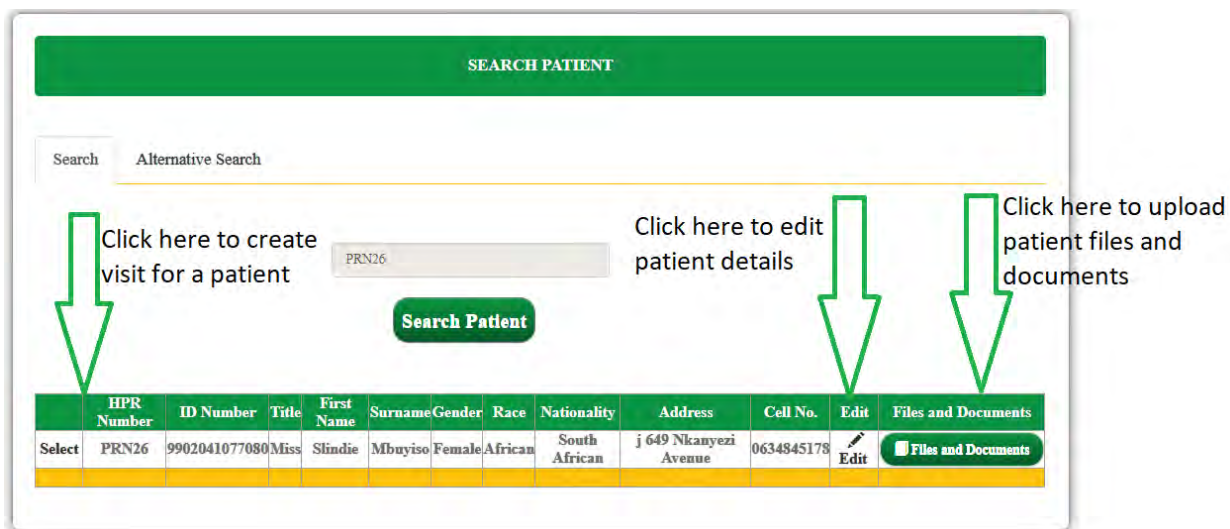 SEARCH PATIENT
Search Alternative Search
Click here to create
visit for a patient
PRN26
Search Patient
Click here to edit
patient details
Click here to upload
patient files and
documents
HPR Number ID Number Title First Name Surname Gender Race Nationality Address Cell No. Edit Files and Documents
Select PRN26 9902041077080 Miss Slindie Mbuyiso Female African South African j 649 Nkanyezi Avenue 0634845178 Edit Files and Documents